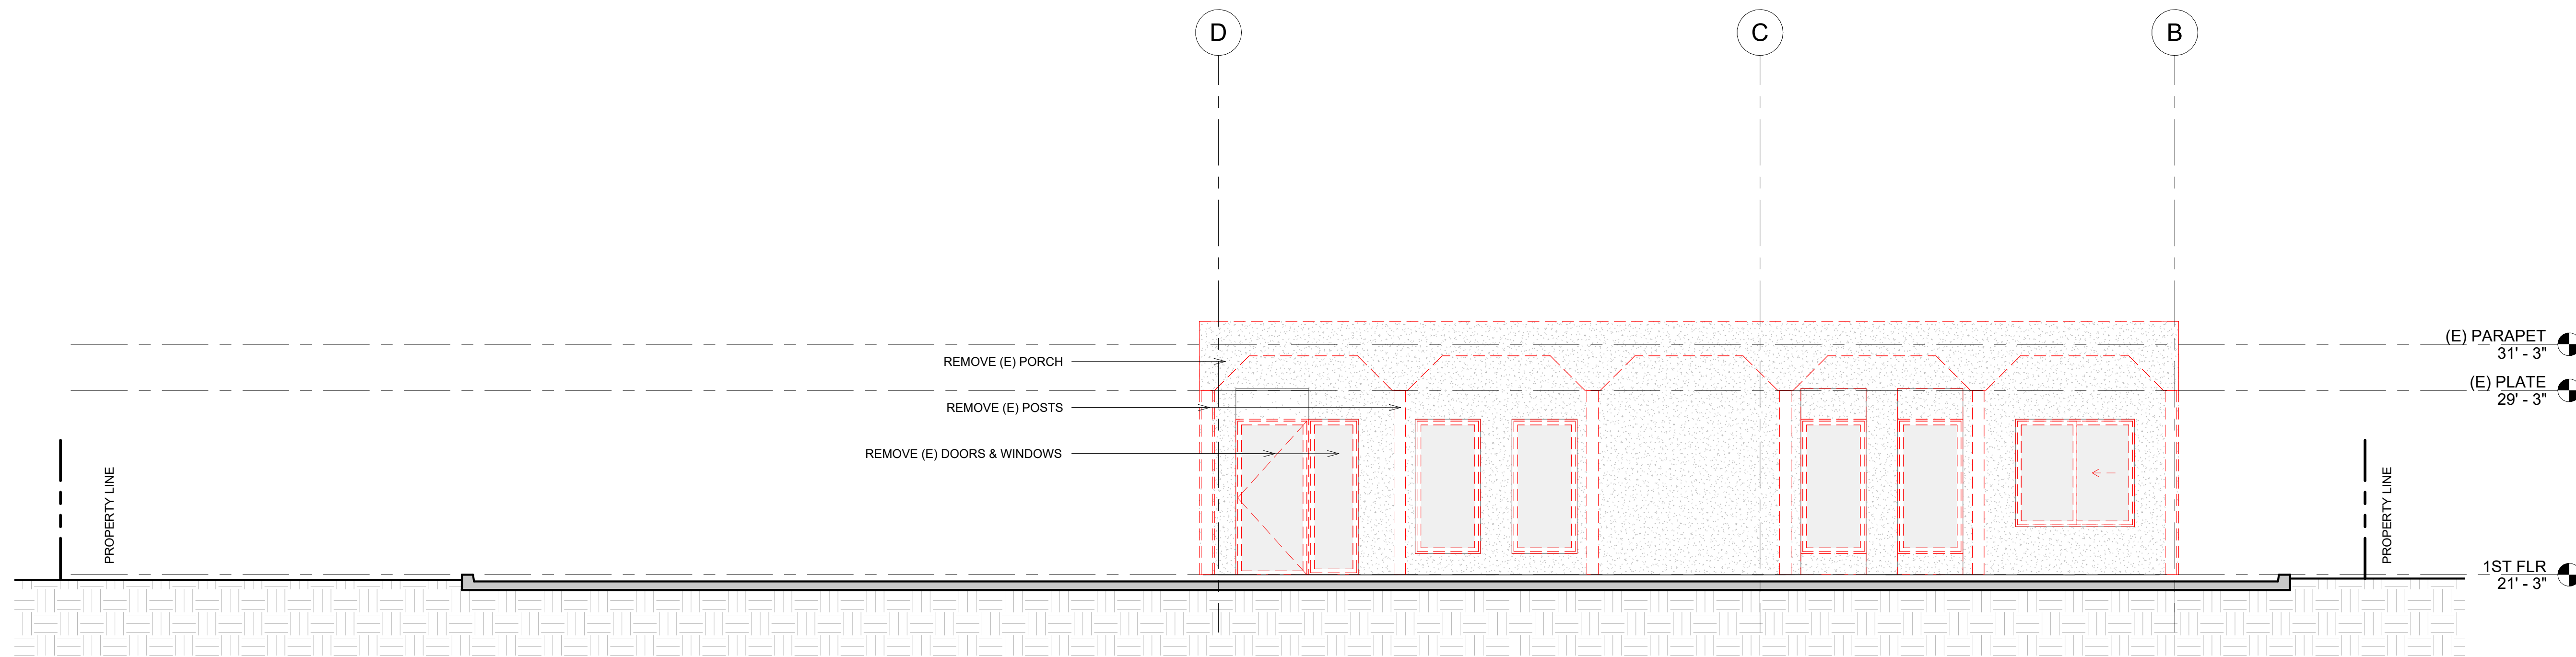 D
C
B
(E) PARAPET
31' - 3"
REMOVE (E) PORCH
(E) PLATE
29' - 3"
REMOVE (E) POSTS
REMOVE (E) DOORS & WINDOWS
PROPERTY LINE
PROPERTY LINE
1ST FLR
21' - 3"